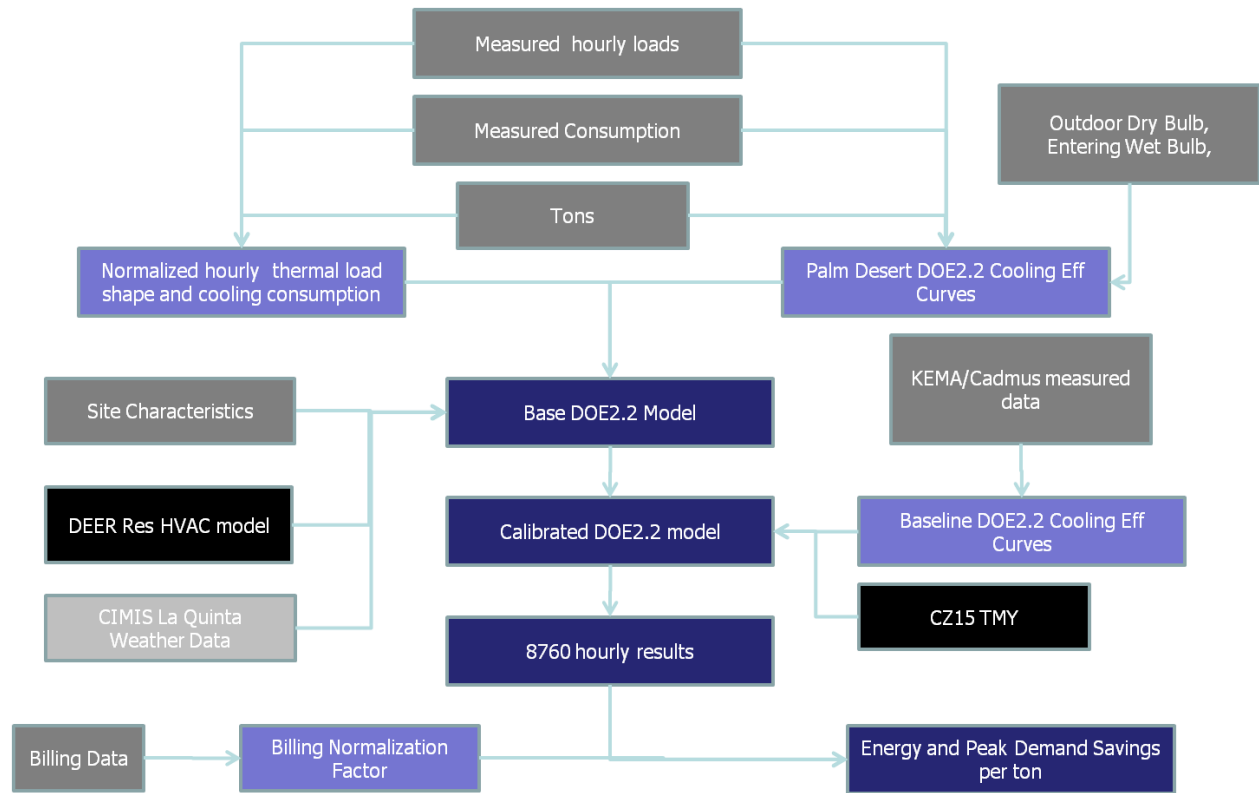 Measured hourly loads
Measured Consumption
Outdoor Dry Bulb,
Entering Wet Bulb,
Tons
Normalized hourly thermal load
shape and cooling consumption
Palm Desert DOE2.2 Cooling Eff
Curves
KEMA/Cadmus measured
data
Site Characteristics
Base DOE2.2 Model
DEER Res HVAC model
Calibrated DOE2.2 model
Baseline DOE2.2 Cooling Eff
Curves
CIMIS La Quinta
Weather Data
CZ15 TMY
8760 hourly results
Billing Data
Billing Normalization
Factor
Energy and Peak Demand Savings
per ton